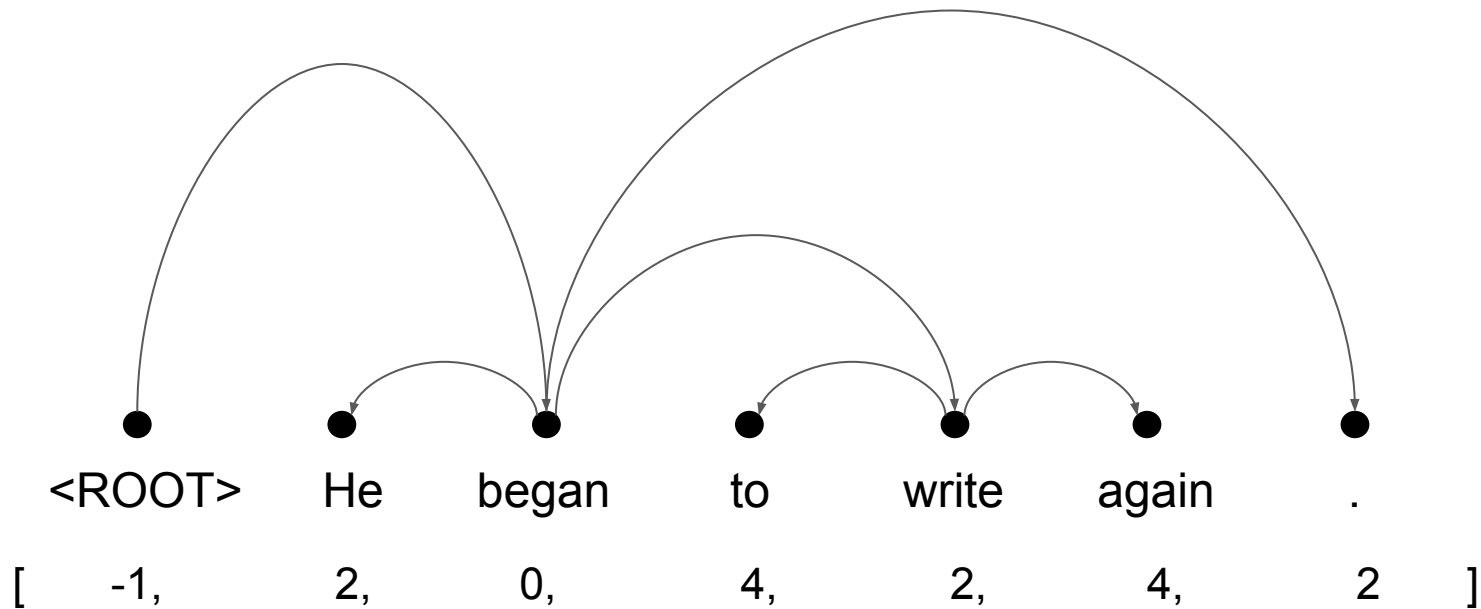 <ROOT> He began to write again .
[ -1, 2, 0, 4, 2, 4, 2 ]